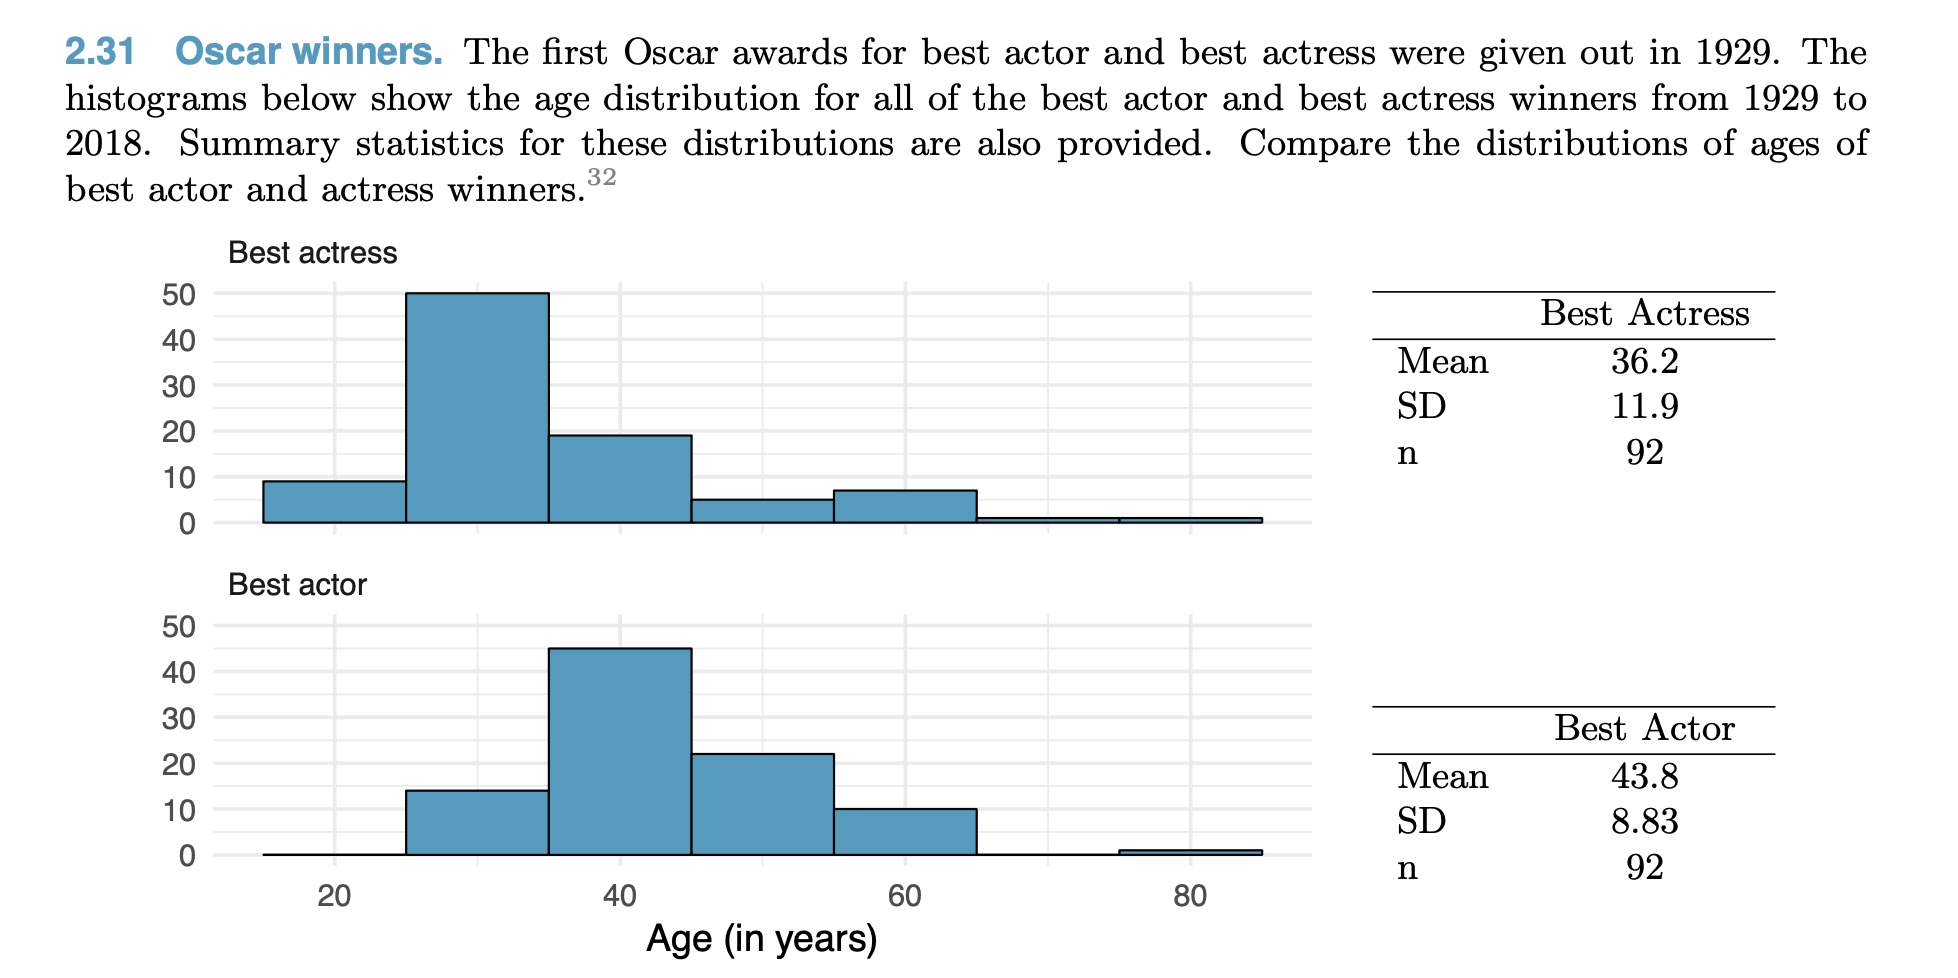 2.31 Oscar winners. The first Oscar awards for best actor and best actress were given out in 1929. The
histograms below show the age distribution for all of the best actor and best actress winners from 1929 to
2018. Summary statistics for these distributions are also provided. Compare the distributions of ages of
best actor and actress winners.32
Best actress
50
40
30
20
10
0
Best Actress
Mean 36.2
SD 11.9
n 92
Best actor
50
40
30
20
10
0
20 40 60 80
Age (in years)
Best Actor
Mean 43.8
SD 8.83
n 92